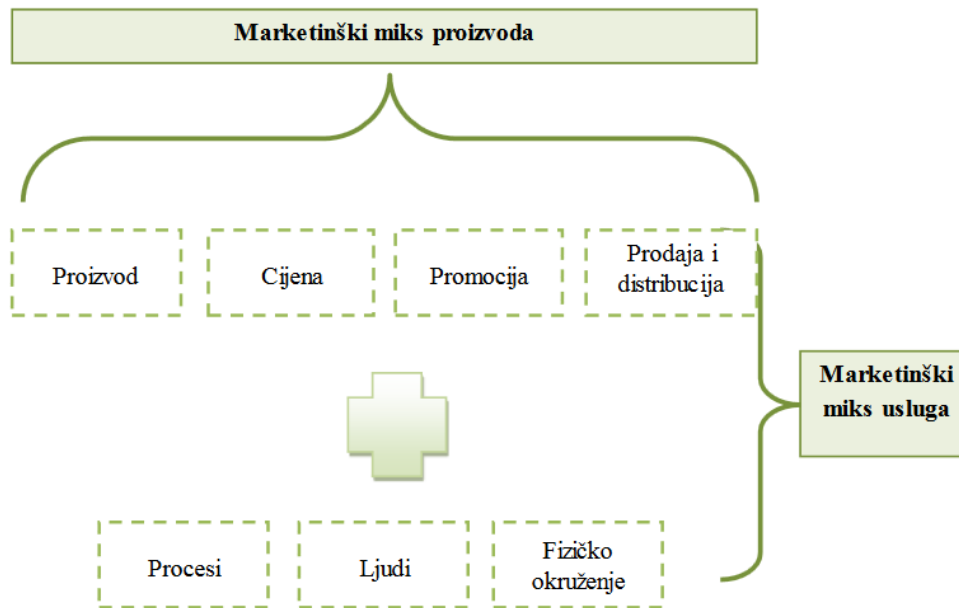 Marketinški miks proizvoda
Proizvod
Cijena
Promocija
Prodaja i
distribucija
Marketinški
miks usluga
Procesi
Ljudi
Fizičko
okruženje